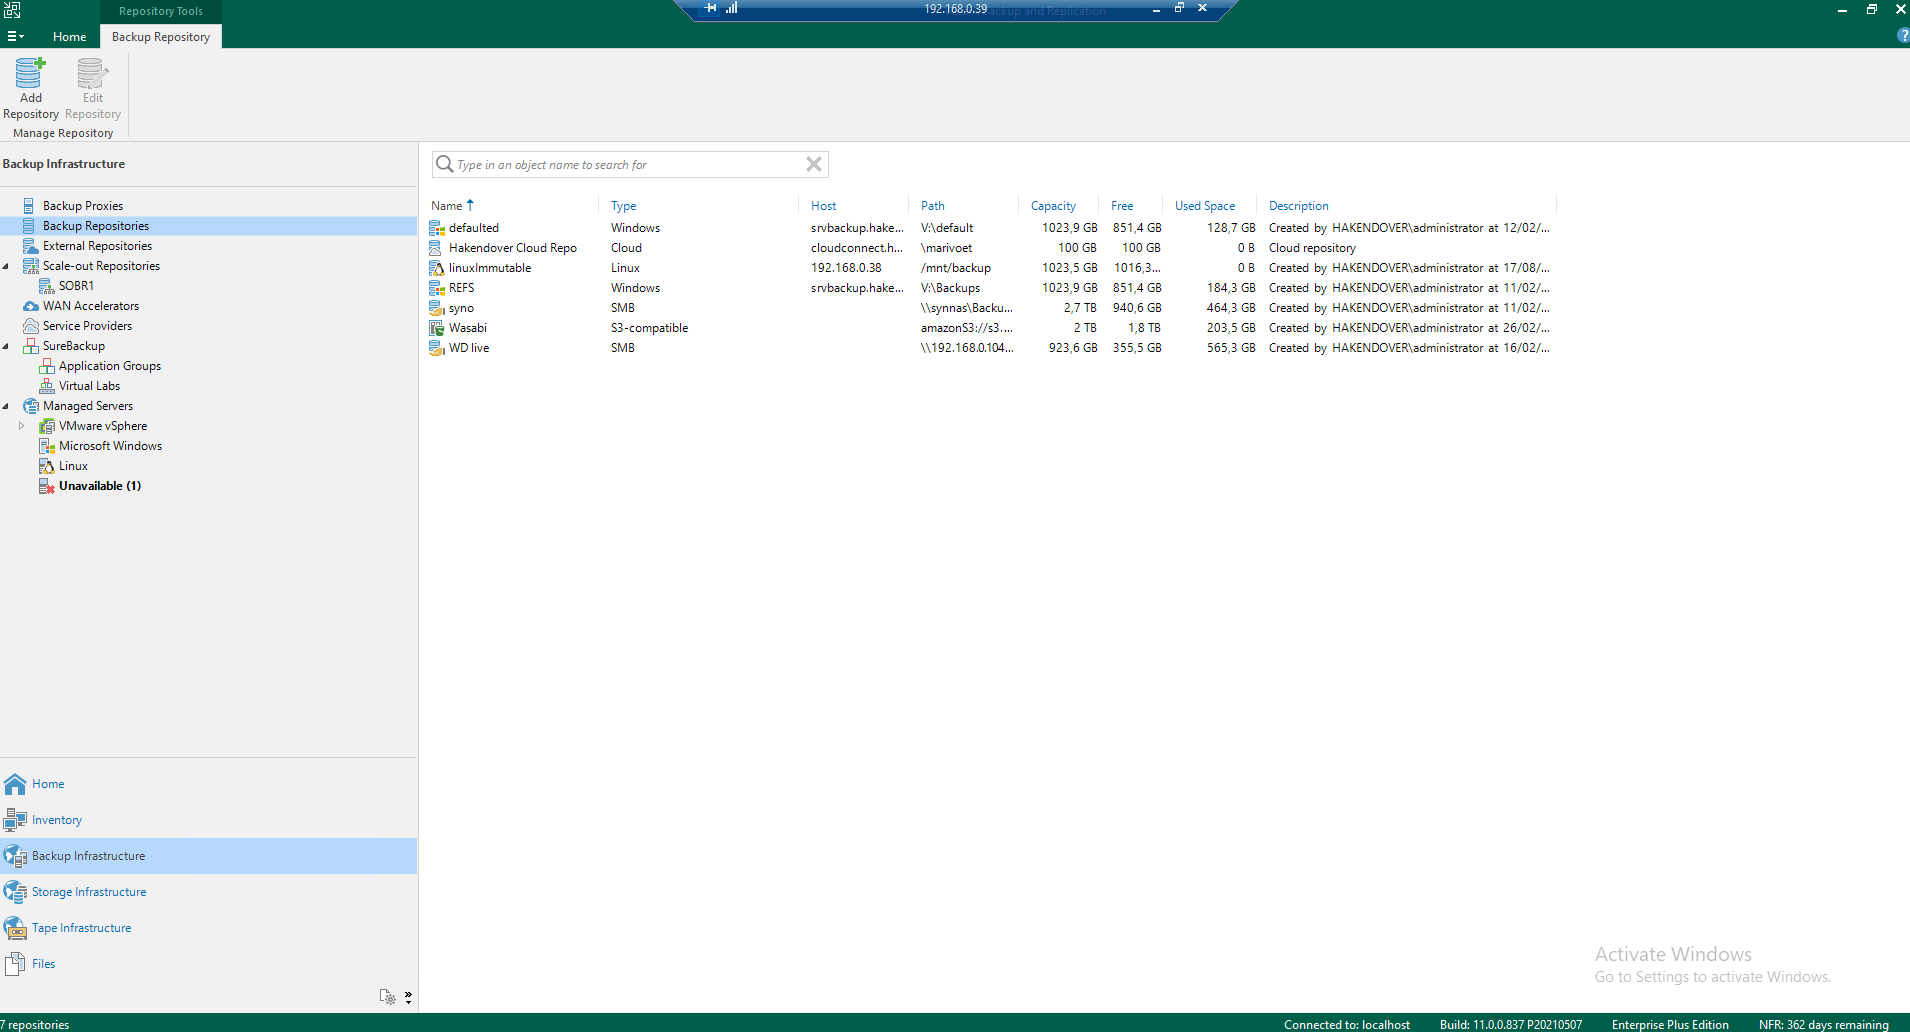 Repository Tools
192.168.0.39
Backup and Replication
Home
Backup Repository
Add Repository
Edit Repository
Manage Repository
Backup Infrastructure
Backup Proxies
Backup Repositories
External Repositories
Scale-out Repositories
SOBR1
WAN Accelerators
Service Providers
SureBackup
Application Groups
Virtual Labs
Managed Servers
VMware vSphere
Microsoft Windows
Linux
Unavailable (1)
Home
Inventory
Backup Infrastructure
Storage Infrastructure
Tape Infrastructure
Files
Type in an object name to search for
Name Type Host Path Capacity Free Used Space Description
defaulted Windows srvbackup.hake... V:\default 1023,9 GB 851,4 GB 128,7 GB Created by HAKENDOVER\administrator at 12/02/...
Hakendover Cloud Repo Cloud cloudconnect.h... \marivoet 100 GB 100 GB 0 B Cloud repository
linuxImmutable Linux 192.168.0.38 /mnt/backup 1023,5 GB 1016,3... 0 B Created by HAKENDOVER\administrator at 17/08/...
REFS Windows srvbackup.hake... V:\Backups 1023,9 GB 851,4 GB 184,3 GB Created by HAKENDOVER\administrator at 11/02/...
syno SMB \\synnas\Backu... 2,7 TB 940,6 GB 464,3 GB Created by HAKENDOVER\administrator at 11/02/...
Wasabi S3-compatible amazonS3://s3.... 2 TB 1,8 TB 203,5 GB Created by HAKENDOVER\administrator at 26/02/...
WD live SMB \\192.168.0.104... 923,6 GB 355,5 GB 565,3 GB Created by HAKENDOVER\administrator at 16/02/...
Activate Windows
Go to Settings to activate Windows.
7 repositories
Connected to: localhost
Build: 11.0.0.837 P20210507
Enterprise Plus Edition
NFR: 362 days remaining